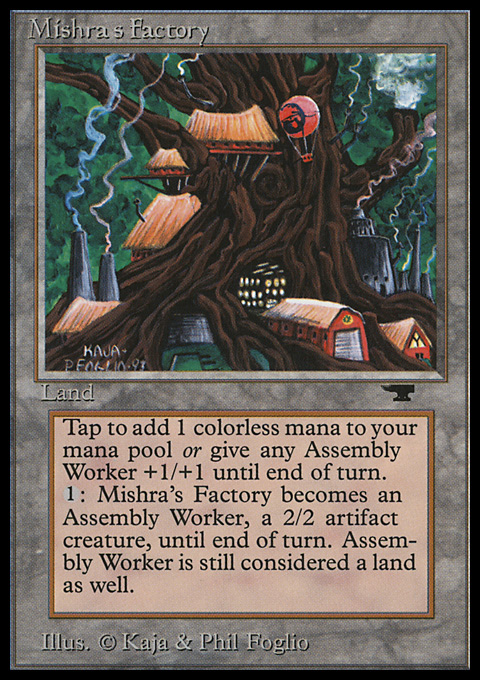 Mishra's Factory
KAJA-
P. FOGLIO-93
Land
Tap to add 1 colorless mana to your
mana pool or give any Assembly
Worker +1/+1 until end of turn.
1: Mishra's Factory becomes an
Assembly Worker, a 2/2 artifact
creature, until end of turn. Assem-
bly Worker is still considered a land
as well.
Illus. © Kaja & Phil Foglio